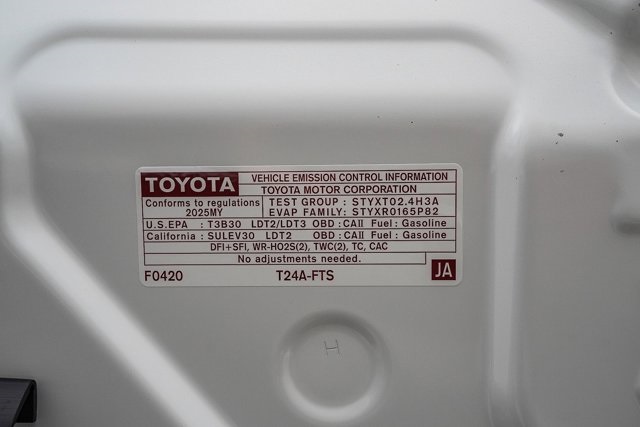 TOYOTA VEHICLE EMISSION CONTROL INFORMATION
TOYOTA MOTOR CORPORATION
Conforms to regulations 2025MY
TEST GROUP : STYXT02.4H3A
EVAP FAMILY: STYXR0165P82
U.S.EPA : T3B30 LDT2/LDT3 OBD : CAII Fuel : Gasoline
California : SULEV30 LDT2 OBD : CAII Fuel : Gasoline
DFI+SFI, WR-HO2S(2), TWC(2), TC, CAC
No adjustments needed.
F0420 T24A-FTS JA
H